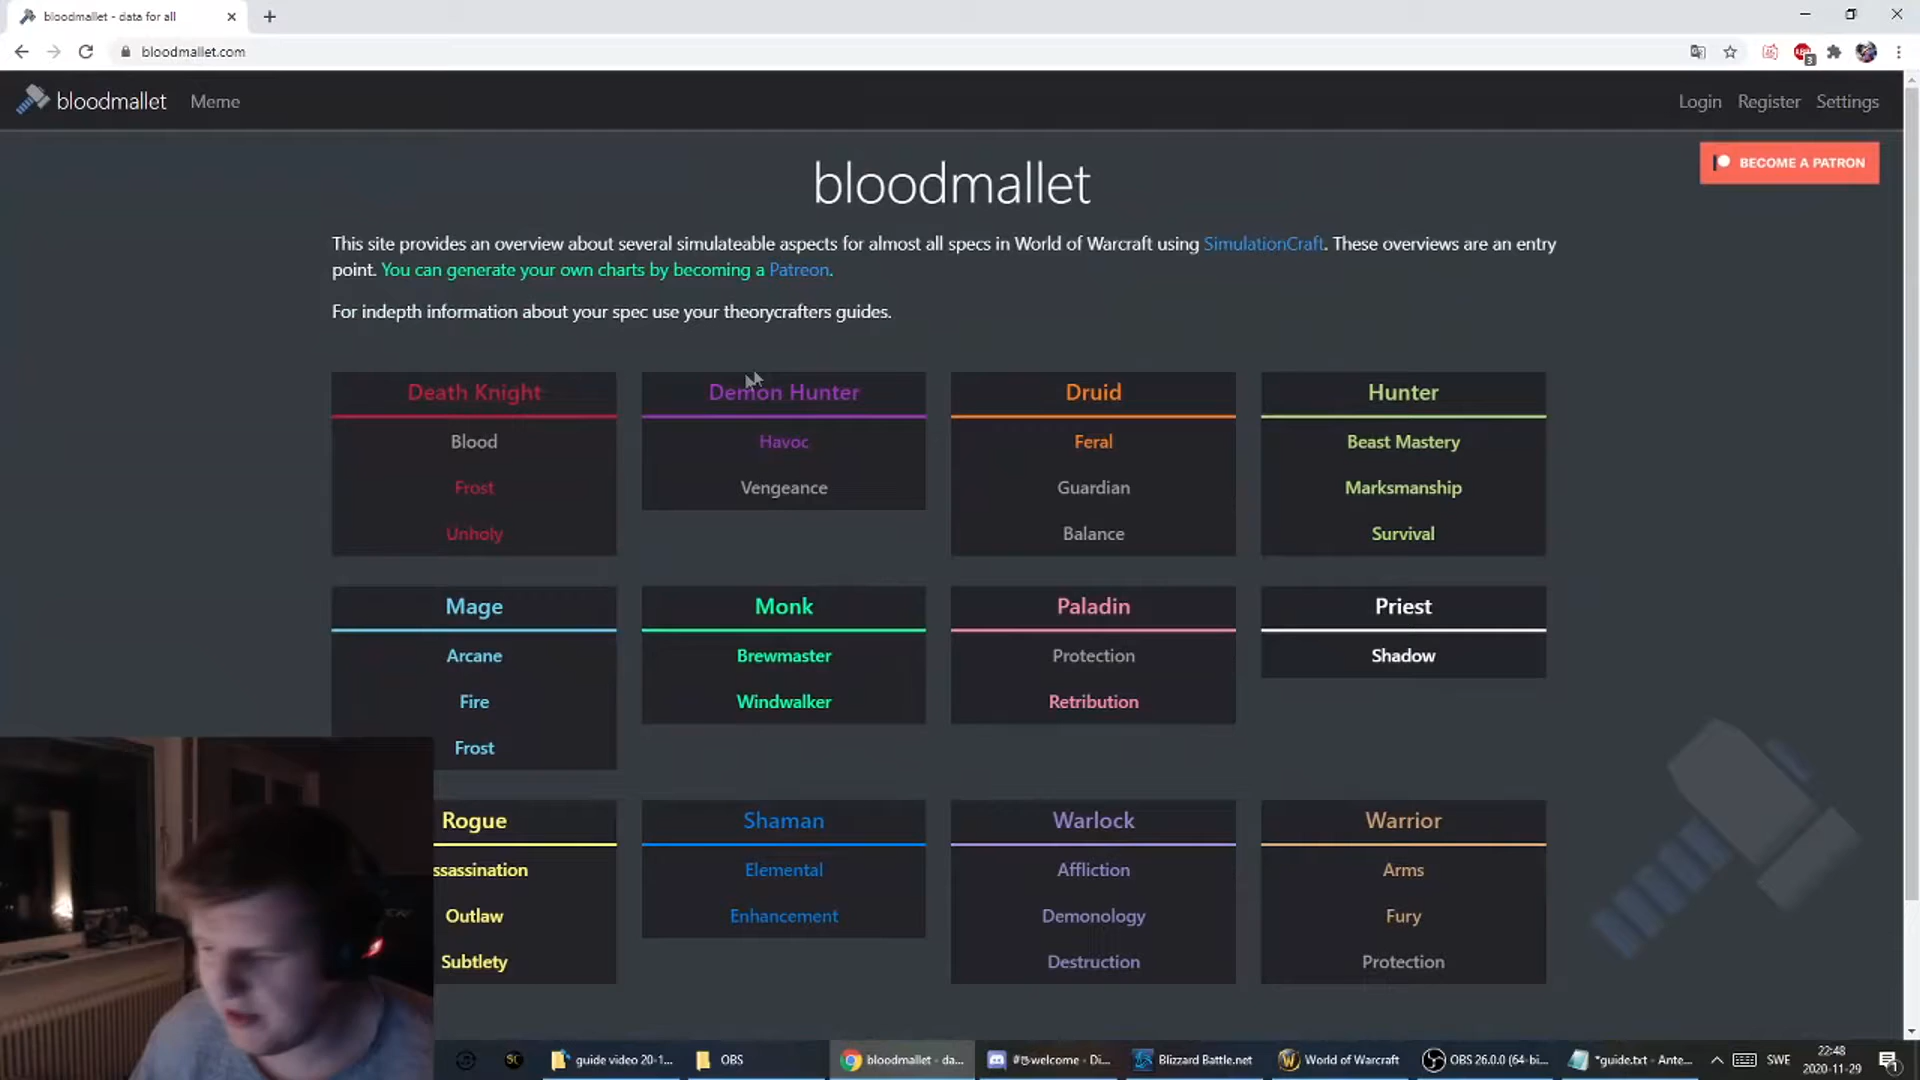 bloodmallet - data for all
bloodmallet.com
3
bloodmallet Meme Login Register Settings
bloodmallet
BECOME A PATRON
This site provides an overview about several simulateable aspects for almost all specs in World of Warcraft using SimulationCraft. These overviews are an entry
point. You can generate your own charts by becoming a Patreon.
For indepth information about your spec use your theorycrafters guides.
Death Knight
Blood
Frost
Unholy
Demon Hunter
Havoc
Vengeance
Druid
Feral
Guardian
Balance
Hunter
Beast Mastery
Marksmanship
Survival
Mage
Arcane
Fire
Frost
Monk
Brewmaster
Windwalker
Paladin
Protection
Retribution
Priest
Shadow
Rogue
ssassination
Outlaw
Subtlety
Shaman
Elemental
Enhancement
Warlock
Affliction
Demonology
Destruction
Warrior
Arms
Fury
Protection
SC guide video 20-1... OBS bloodmallet - da... welcome - Di... Blizzard Battle.net World of Warcraft OBS 26.0.0 (64-bi... *guide.txt - Ante... SWE
22:48
2020-11-29
1